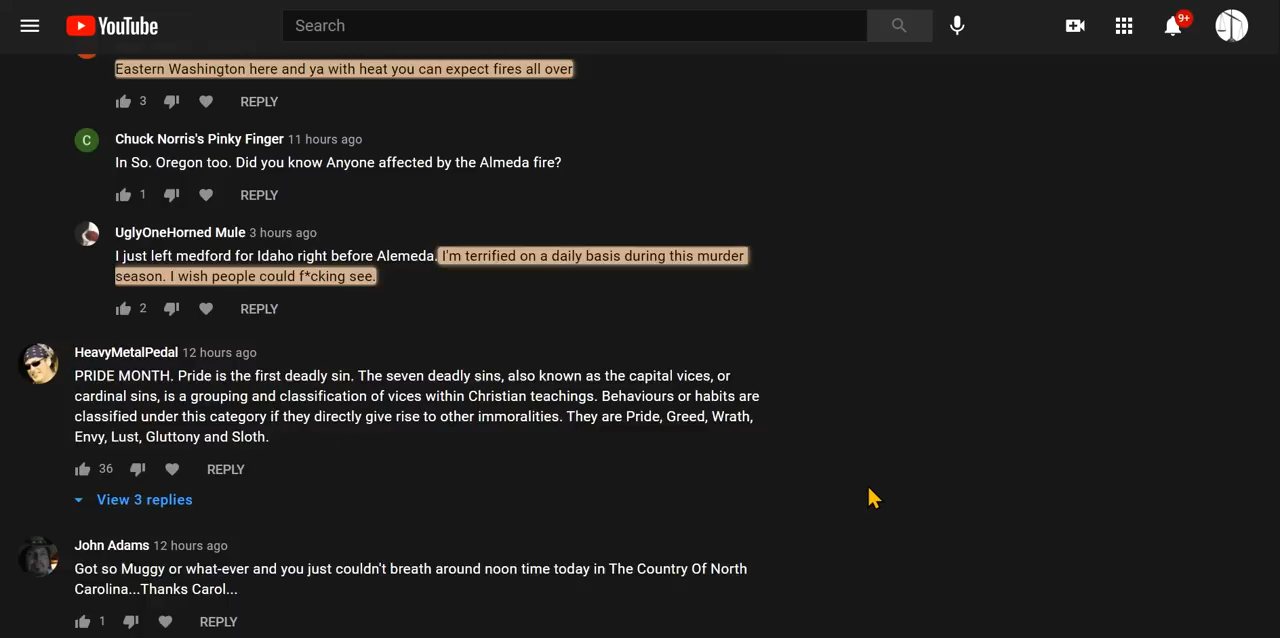 YouTube
Search
9+
Eastern Washington here and ya with heat you can expect fires all over
3
REPLY
C
Chuck Norris's Pinky Finger 11 hours ago
In So. Oregon too. Did you know Anyone affected by the Almeda fire?
1
REPLY
UglyOneHorned Mule 3 hours ago
I just left medford for Idaho right before Alemeda. I'm terrified on a daily basis during this murder
season. I wish people could f*cking see.
2
REPLY
HeavyMetalPedal 12 hours ago
PRIDE MONTH. Pride is the first deadly sin. The seven deadly sins, also known as the capital vices, or
cardinal sins, is a grouping and classification of vices within Christian teachings. Behaviours or habits are
classified under this category if they directly give rise to other immoralities. They are Pride, Greed, Wrath,
Envy, Lust, Gluttony and Sloth.
36
REPLY
View 3 replies
John Adams 12 hours ago
Got so Muggy or what-ever and you just couldn't breath around noon time today in The Country Of North
Carolina...Thanks Carol...
1
REPLY